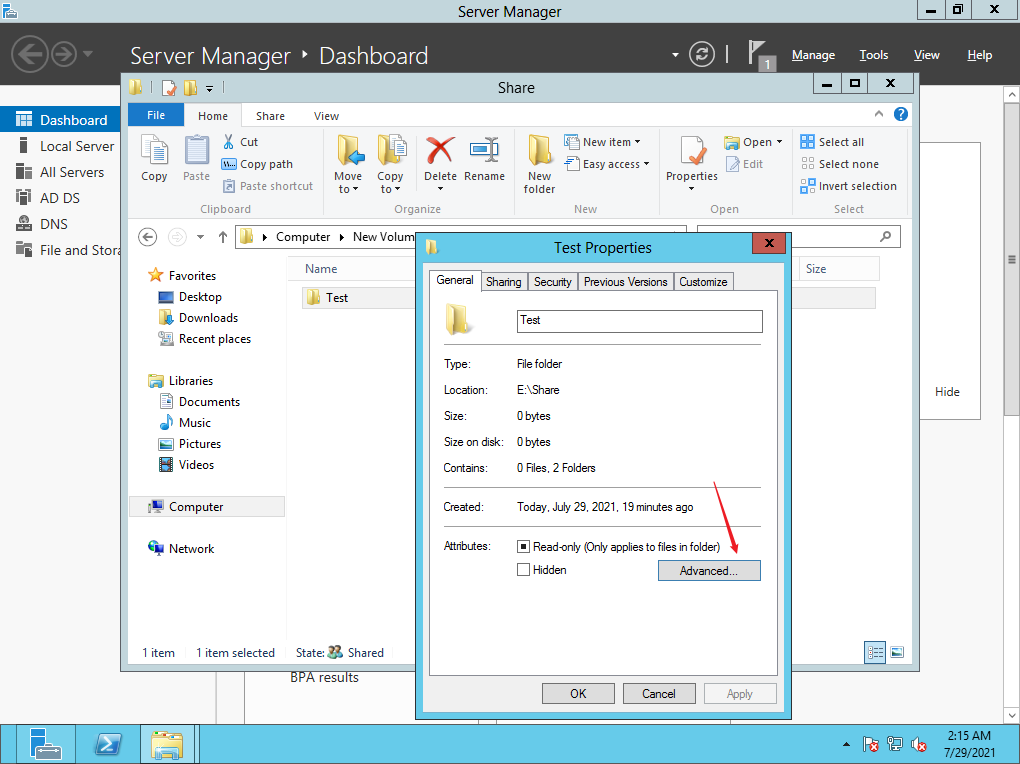 Server Manager
Server Manager Dashboard
1
Manage Tools View Help
Share
File Home Share View
Copy
Paste
Cut
Copy path
Paste shortcut
Clipboard
Move to
Copy to
Delete
Rename
Organize
New folder
New item
Easy access
New
Properties
Open
Edit
Open
Select all
Select none
Invert selection
Select
Computer New Volum
Dashboard
Local Server
All Servers
AD DS
DNS
File and Stora
Favorites
Desktop
Downloads
Recent places
Libraries
Documents
Music
Pictures
Videos
Computer
Network
Name
Size
Test
Test Properties
General Sharing Security Previous Versions Customize
Test
Type: File folder
Location: E:\Share
Size: 0 bytes
Size on disk: 0 bytes
Contains: 0 Files, 2 Folders
Created: Today, July 29, 2021, 19 minutes ago
Attributes: Read-only (Only applies to files in folder)
Hidden
Advanced...
OK Cancel Apply
Hide
1 item 1 item selected State: Shared
BPA results
2:15 AM
7/29/2021